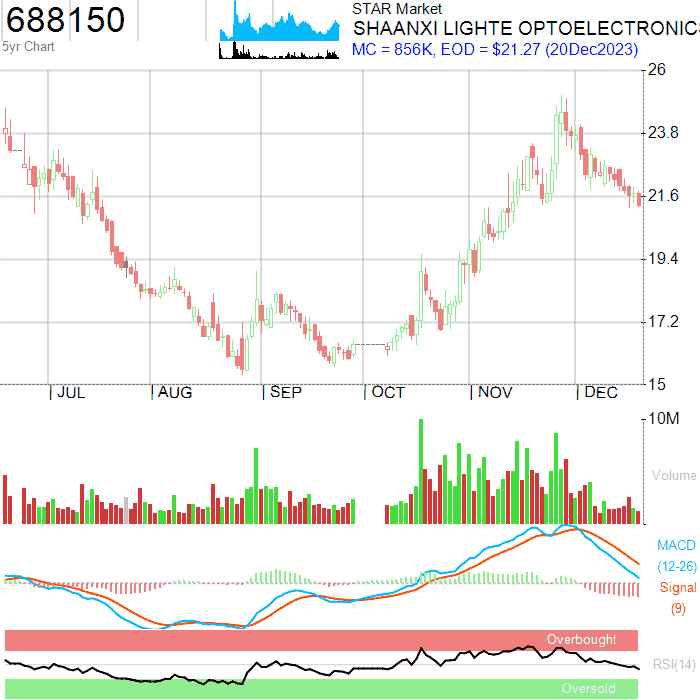 688150
5yr Chart
STAR Market
SHAANXI LIGHTE OPTOELECTRONIC
MC = 856K, EOD = $21.27 (20Dec2023)
26
23.8
21.6
19.4
17.2
15
JUL AUG SEP OCT NOV DEC
10M
Volume
MACD
(12-26)
Signal
(9)
Overbought
RSI(14)
Oversold